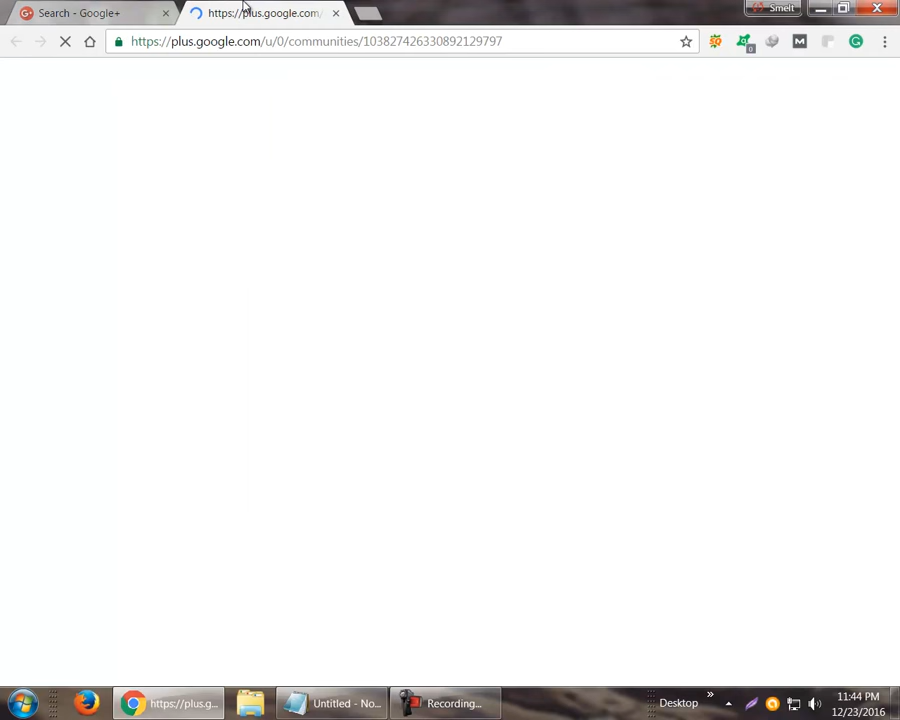 Search - Google+
https://plus.google.com/
Smelt
https://plus.google.com/u/0/communities/103827426330892129797
0
M
G
https://plus.g...
Untitled - No...
Recording...
Desktop
»
11:44 PM
12/23/2016